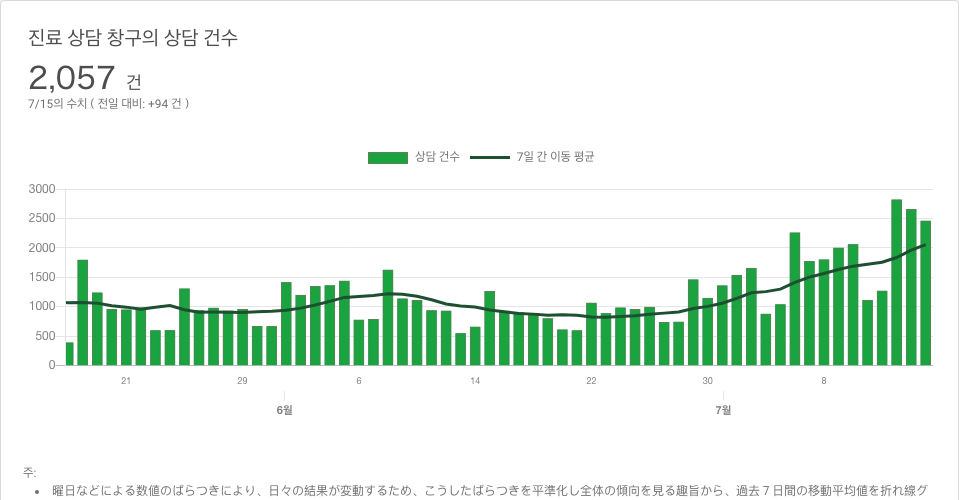 진료 상담 창구의 상담 건수
2,057 건
7/15의 수치 ( 전일 대비: +94 건 )
상담 건수 7일 간 이동 평균
3000
2500
2000
1500
1000
500
0
21 29 6 14 22 30 8
6월 7월
주:
• 曜日などによる数値のばらつきにより、日々の結果が変動するため、こうしたばらつきを平準化し全体の傾向を見る趣旨から、過去７日間の移動平均値を折れ線グ